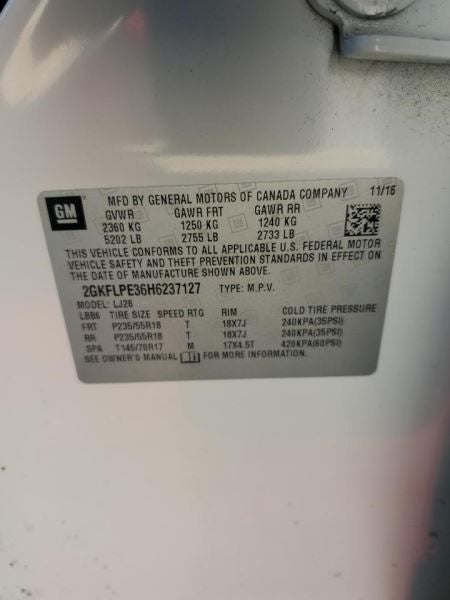 GM
MFD BY GENERAL MOTORS OF CANADA COMPANY 11/16
GVWR GAWR FRT GAWR RR
2360 KG 1250 KG 1240 KG
5202 LB 2755 LB 2733 LB
THIS VEHICLE CONFORMS TO ALL APPLICABLE U.S. FEDERAL MOTOR
VEHICLE SAFETY AND THEFT PREVENTION STANDARDS IN EFFECT ON
THE DATE OF MANUFACTURE SHOWN ABOVE.
2GKFLPE36H6237127 TYPE: M.P.V.
MODEL: LJ26
LBB6 TIRE SIZE SPEED RTG RIM COLD TIRE PRESSURE
FRT P235/55R18 T 18X7J 240KPA(35PSI)
RR P235/55R18 T 18X7J 240KPA(35PSI)
SPA T145/70R17 M 17X4.5T 420KPA(60PSI)
SEE OWNER'S MANUAL FOR MORE INFORMATION